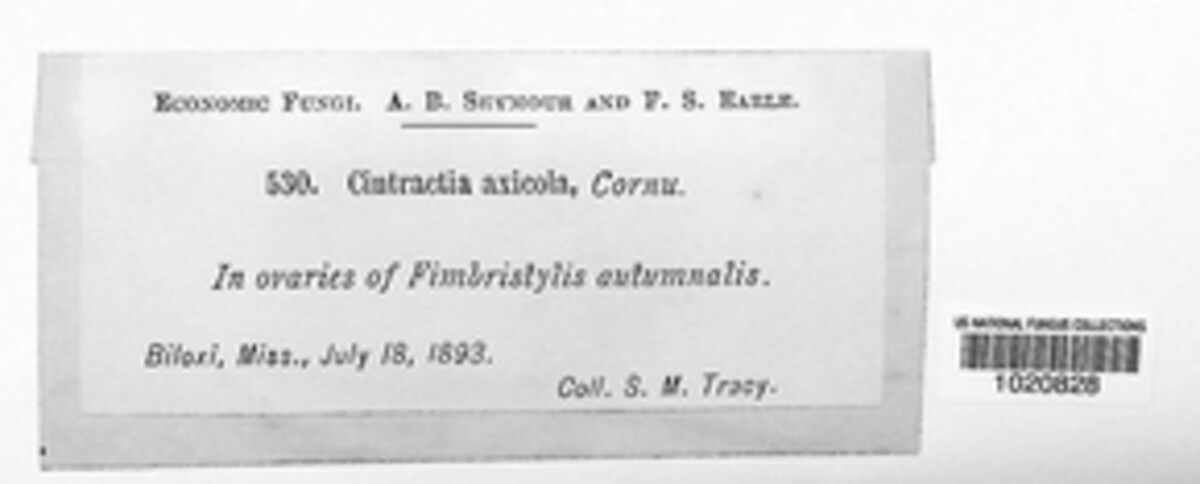 Economic Fungi. A. B. Seymour and F. S. Earle.
530. Cintractia axicola, Cornu.
In ovaries of Fimbristylis autumnalis.
Biloxi, Miss., July 18, 1893.
Coll. S. M. Tracy.
US NATIONAL FUNGUS COLLECTIONS
1020828